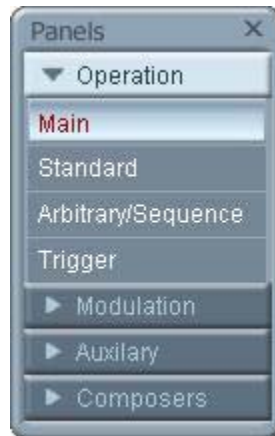 Panels
Operation
Main
Standard
Arbitrary/Sequence
Trigger
Modulation
Auxilary
Composers